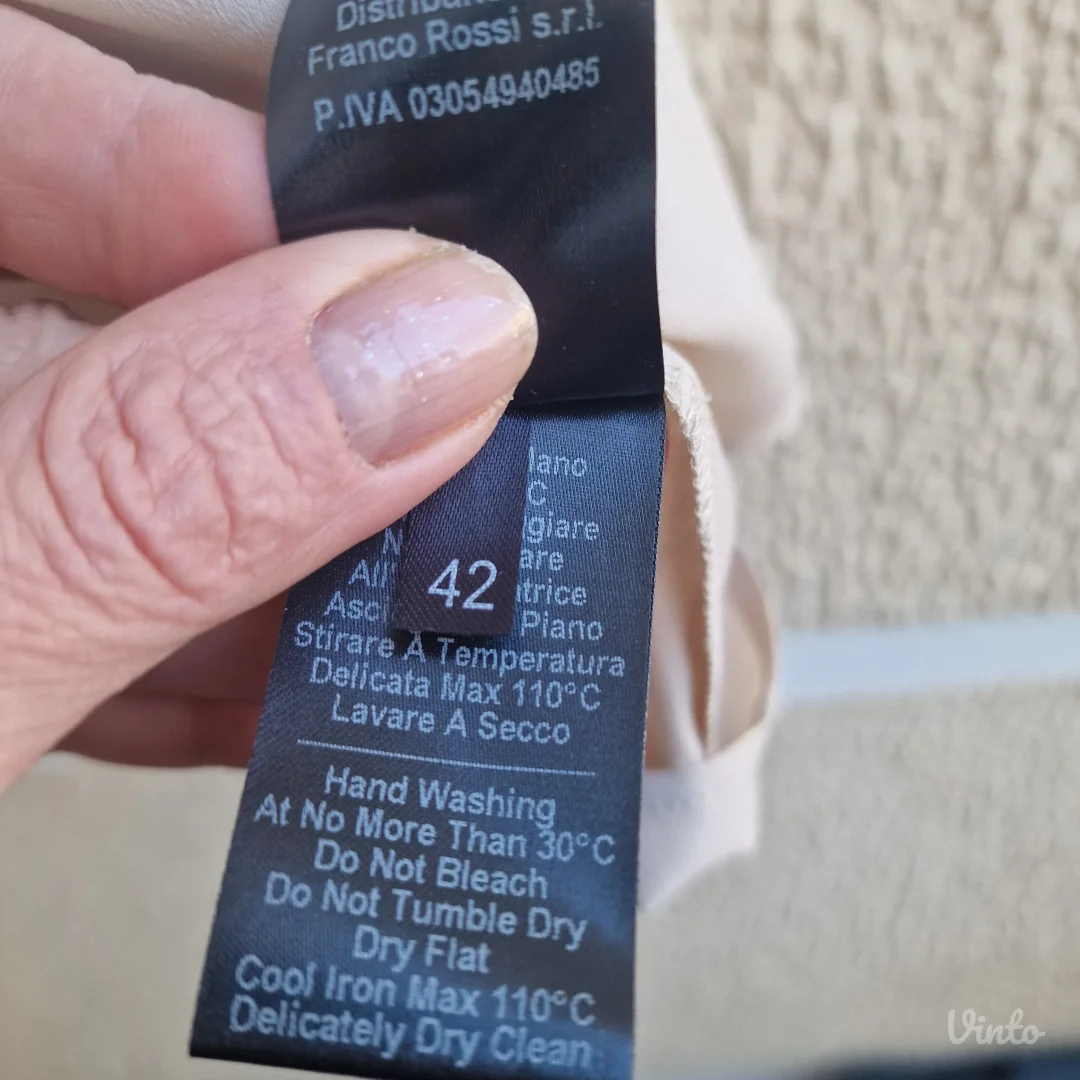 Franco Rossi s.r.l.
P.IVA 03054940485
42
Piano
Stirare A Temperatura
Delicata Max 110°C
Lavare A Secco
Hand Washing
At No More Than 30°C
Do Not Bleach
Do Not Tumble Dry
Dry Flat
Cool Iron Max 110°C
Delicately Dry Clean
Vinto